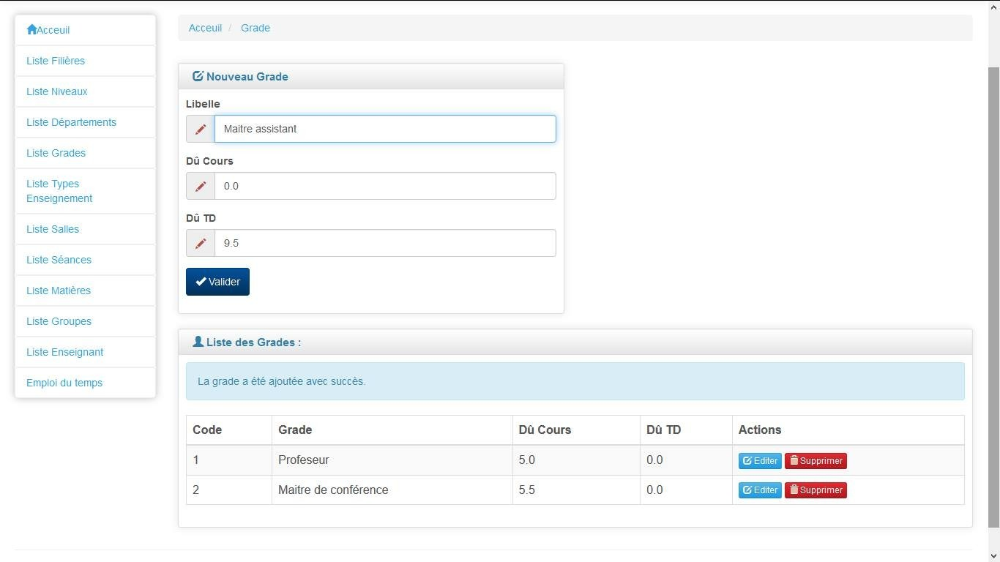 Acceuil
Liste Filières
Liste Niveaux
Liste Départements
Liste Grades
Liste Types
Enseignement
Liste Salles
Liste Séances
Liste Matières
Liste Groupes
Liste Enseignant
Emploi du temps
Acceuil / Grade
Nouveau Grade
Libelle
Maitre assistant
Dû Cours
0.0
Dû TD
9.5
Valider
Liste des Grades :
La grade a été ajoutée avec succès.
Code Grade Dû Cours Dû TD Actions
1 Profeseur 5.0 0.0 Editer Supprimer
2 Maitre de conférence 5.5 0.0 Editer Supprimer